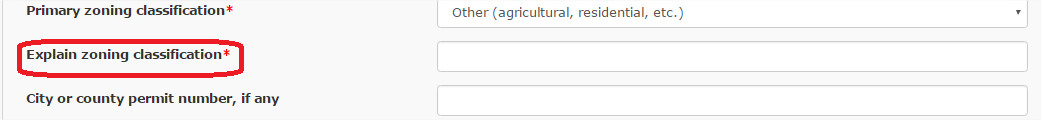 Primary zoning classification* Other (agricultural, residential, etc.)
Explain zoning classification*
City or county permit number, if any